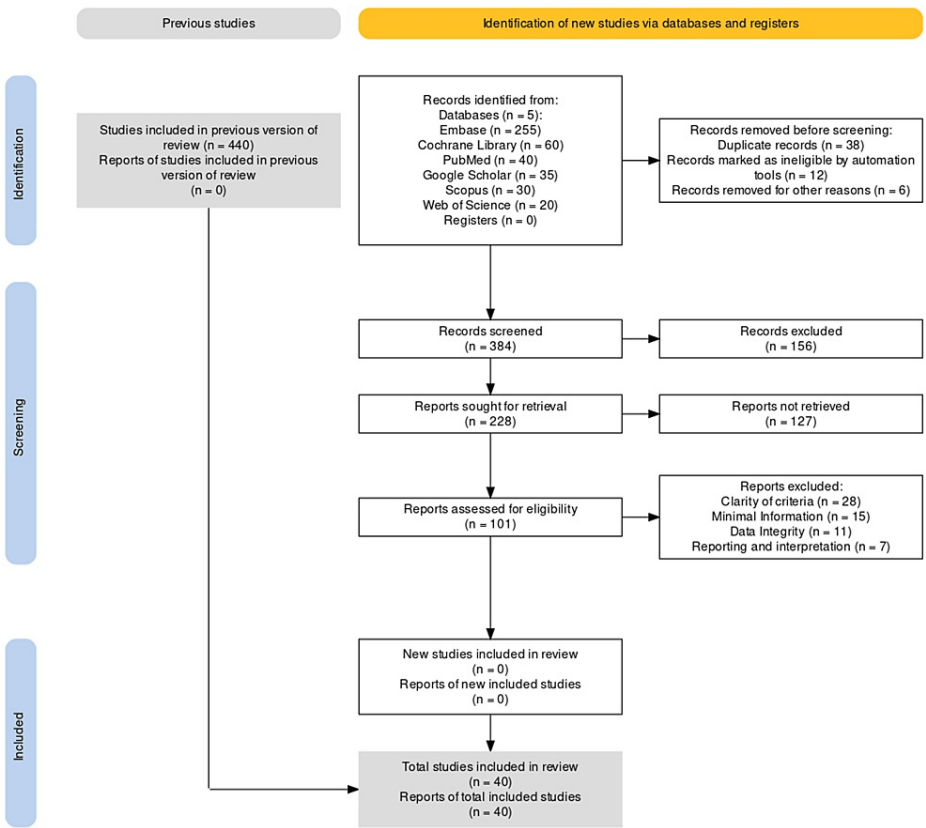 Previous studies
Identification of new studies via databases and registers
Identification
Studies included in previous version of
review (n = 440)
Reports of studies included in previous
version of review
(n = 0)
Records identified from:
Databases (n = 5):
Embase (n = 255)
Cochrane Library (n = 60)
PubMed (n = 40)
Google Scholar (n = 35)
Scopus (n = 30)
Web of Science (n = 20)
Registers (n = 0)
Records removed before screening:
Duplicate records (n = 38)
Records marked as ineligible by automation
tools (n = 12)
Records removed for other reasons (n = 6)
Screening
Records screened
(n = 384)
Records excluded
(n = 156)
Reports sought for retrieval
(n = 228)
Reports not retrieved
(n = 127)
Reports assessed for eligibility
(n = 101)
Reports excluded:
Clarity of criteria (n = 28)
Minimal Information (n = 15)
Data Integrity (n = 11)
Reporting and interpretation (n = 7)
Included
New studies included in review
(n = 0)
Reports of new included studies
(n = 0)
Total studies included in review
(n = 40)
Reports of total included studies
(n = 40)